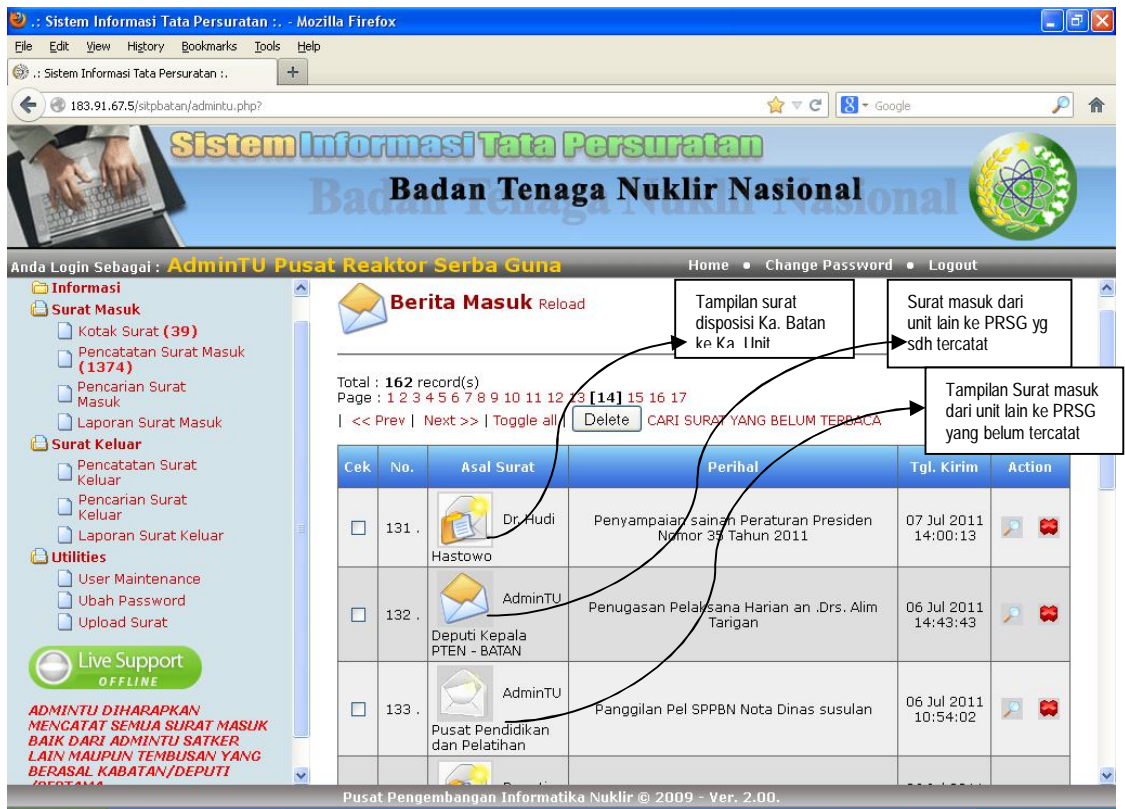 .: Sistem Informasi Tata Persuratan :. - Mozilla Firefox
File Edit View History Bookmarks Tools Help
.: Sistem Informasi Tata Persuratan :.
183.91.67.5/sitpbatan/admintu.php?
Google
Sistem Informasi Tata Persuratan
Badan Tenaga Nuklir Nasional
Anda Login Sebagai : AdminTU Pusat Reaktor Serba Guna
Home • Change Password • Logout
Informasi
Surat Masuk
Kotak Surat (39)
Pencatatan Surat Masuk
(1374)
Pencarian Surat
Masuk
Laporan Surat Masuk
Surat Keluar
Pencatatan Surat
Keluar
Pencarian Surat
Keluar
Laporan Surat Keluar
Utilities
User Maintenance
Ubah Password
Upload Surat
Live Support
OFFLINE
ADMINTU DIHARAPKAN
MENCATAT SEMUA SURAT MASUK
BAIK DARI ADMINTU SATKER
LAIN MAUPUN TEMBUSAN YANG
BERASAL KABATAN/DEPUTI
Berita Masuk Reload
Tampilan surat
disposisi Ka. Batan
ke Ka. Unit
Surat masuk dari
unit lain ke PRSG yg
sdh tercatat
Tampilan Surat masuk
dari unit lain ke PRSG
yang belum tercatat
Total : 162 record(s)
Page : 1 2 3 4 5 6 7 8 9 10 11 12 13 [14] 15 16 17
| << Prev | Next >> | Toggle all | Delete CARI SURAT YANG BELUM TERBACA
Cek No. Asal Surat Perihal Tgl. Kirim Action
131 . Dr. Hudi
Hastowo
Penyampaian sainan Peraturan Presiden
Nomor 35 Tahun 2011
07 Jul 2011
14:00:13
132 . AdminTU
Deputi Kepala
PTEN - BATAN
Penugasan Pelaksana Harian an .Drs. Alim
Tarigan
06 Jul 2011
14:43:43
133 . AdminTU
Pusat Pendidikan
dan Pelatihan
Panggilan Pel SPPBN Nota Dinas susulan
06 Jul 2011
10:54:02
Pusat Pengembangan Informatika Nuklir © 2009 - Ver. 2.00.